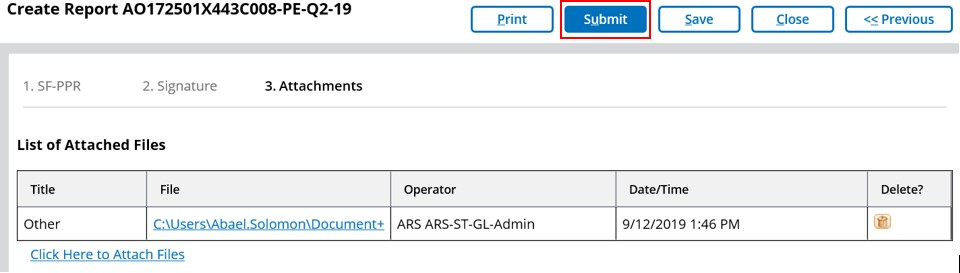 Create Report AO172501X443C008-PE-Q2-19
Print Submit Save Close << Previous
1. SF-PPR 2. Signature 3. Attachments
List of Attached Files
Title File Operator Date/Time Delete?
Other C:\Users\Abael.Solomon\Document+ ARS ARS-ST-GL-Admin 9/12/2019 1:46 PM
Click Here to Attach Files